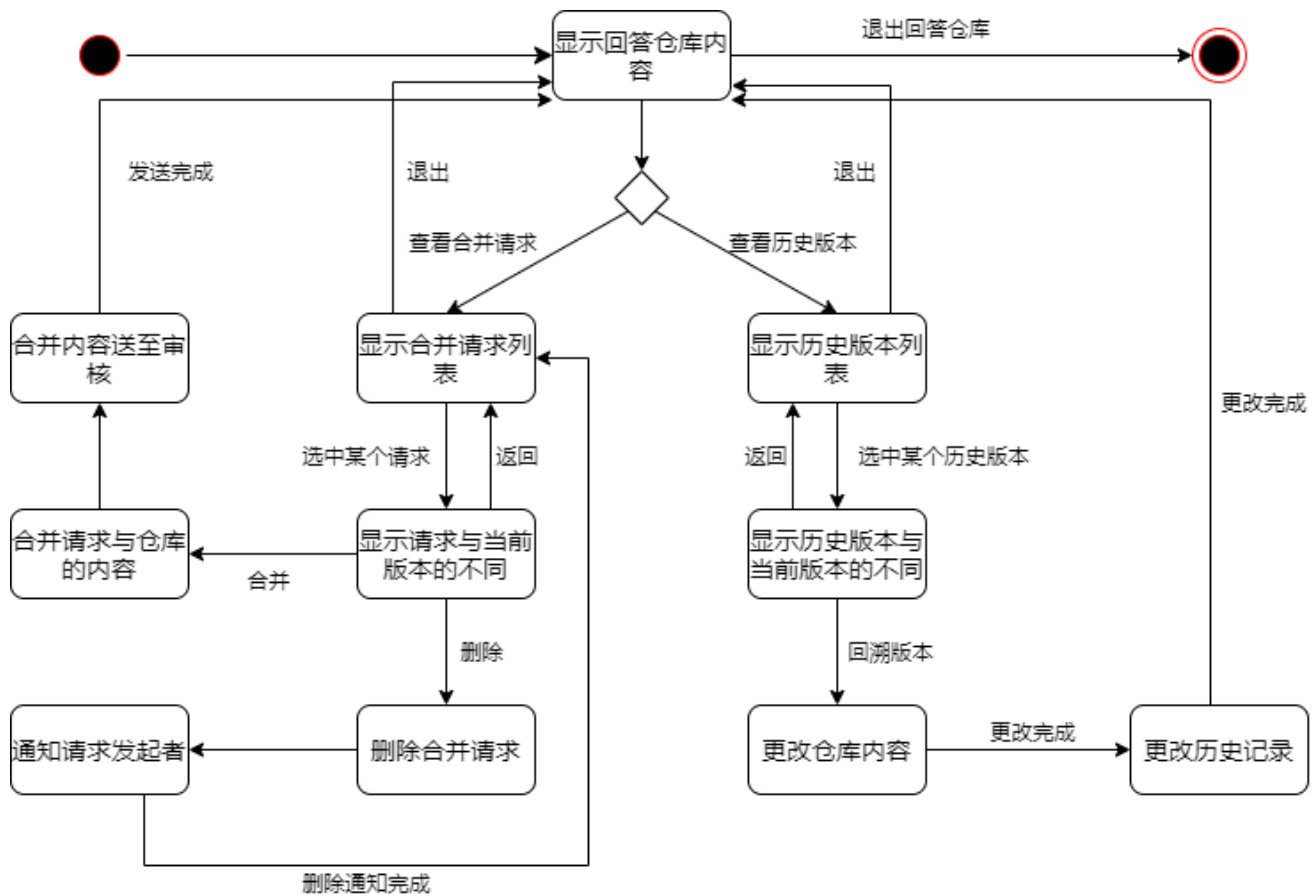 显示回答仓库内
容
退出回答仓库
发送完成
退出
退出
查看合并请求
查看历史版本
合并内容送至审
核
显示合并请求列
表
显示历史版本列
表
更改完成
选中某个请求
返回
返回
选中某个历史版本
合并请求与仓库
的内容
显示请求与当前
版本的不同
显示历史版本与
当前版本的不同
合并
删除
回溯版本
通知请求发起者
删除合并请求
更改仓库内容
更改完成
更改历史记录
删除通知完成